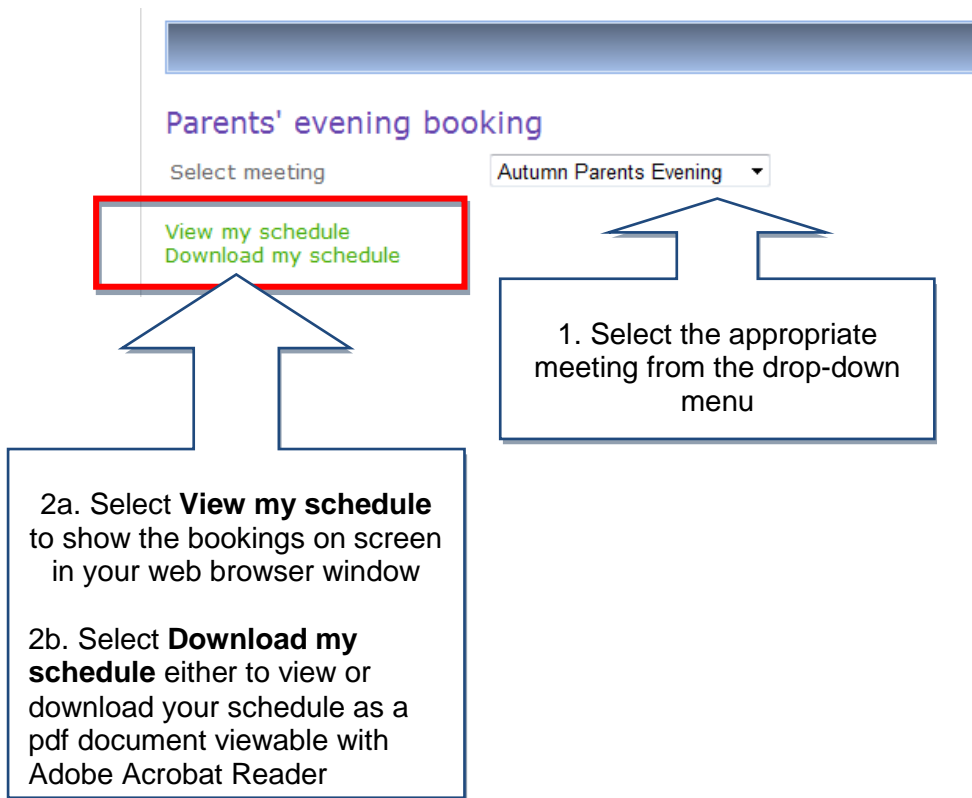 Parents' evening booking
Select meeting
Autumn Parents Evening
View my schedule
Download my schedule
1. Select the appropriate
meeting from the drop-down
menu
2a. Select View my schedule
to show the bookings on screen
in your web browser window
2b. Select Download my
schedule either to view or
download your schedule as a
pdf document viewable with
Adobe Acrobat Reader